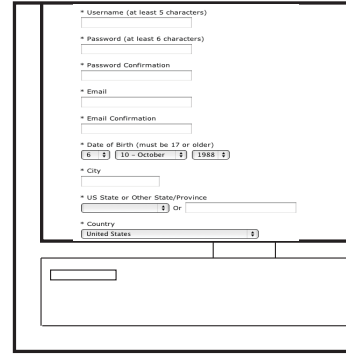 * Username (at least 5 characters)
* Password (at least 6 characters)
* Password Confirmation
* Email
* Email Confirmation
* Date of Birth (must be 17 or older)
6 10 – October 1988
* City
* US State or Other State/Province
Or
* Country
United States